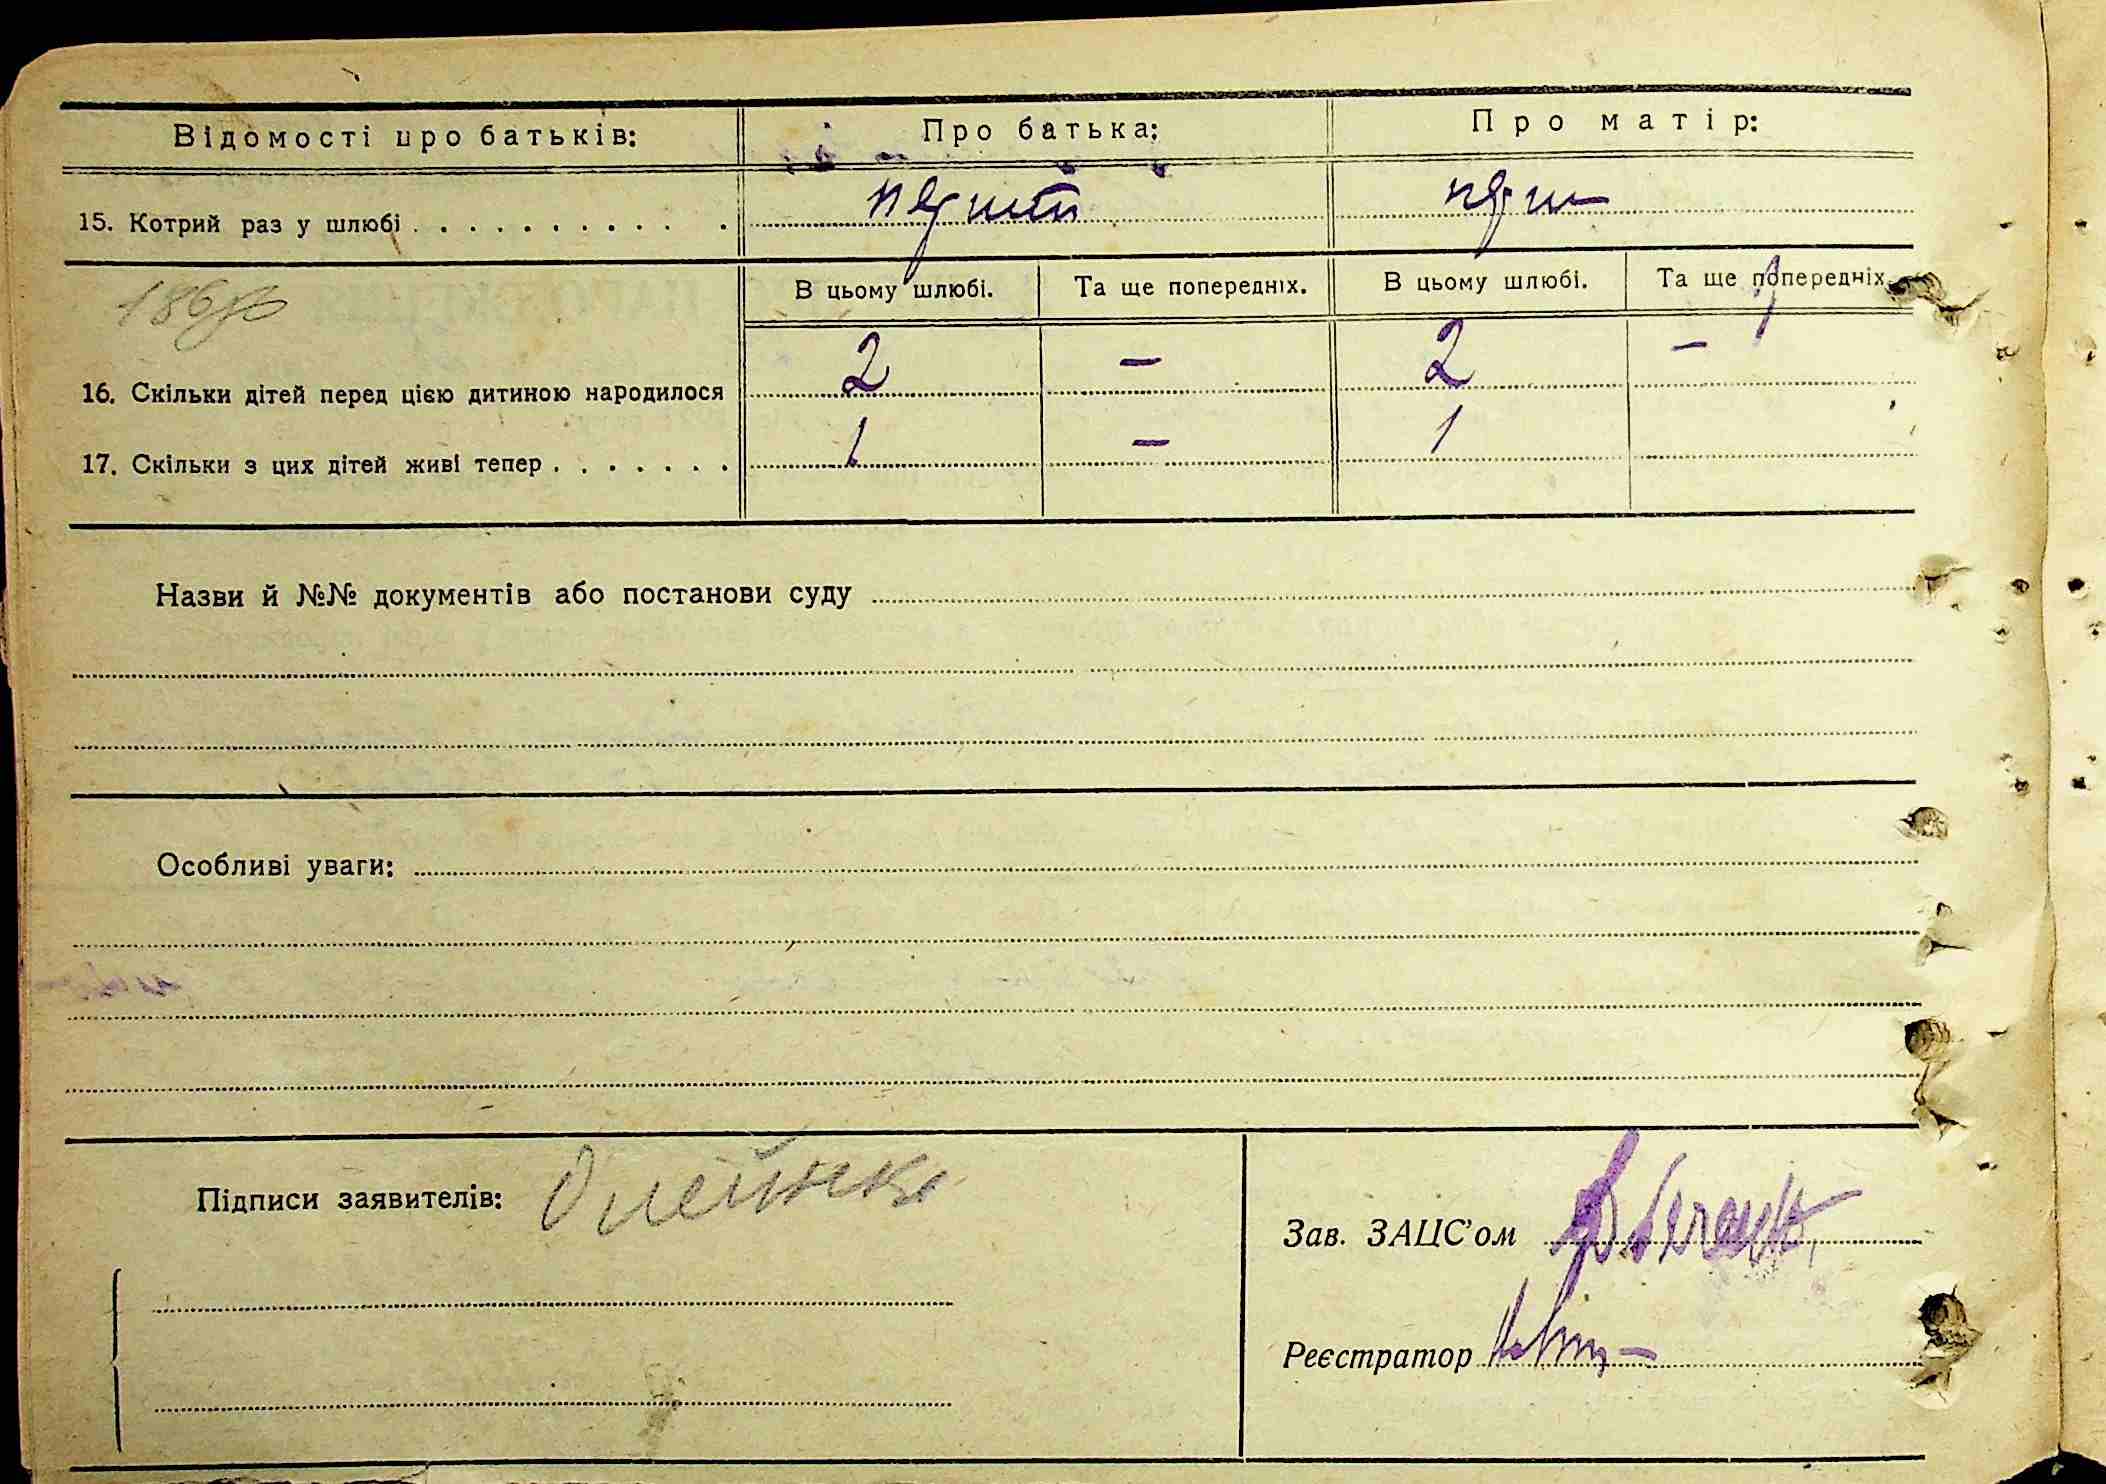 Відомості про батьків: Про батька: Про матір:
15. Котрий раз у шлюбі перший перш
В цьому шлюбі. Та ще попередніх. В цьому шлюбі. Та ще попередніх.
16. Скільки дітей перед цією дитиною народилося 2 – 2 –
17. Скільки з цих дітей живі тепер 1 – 1
Назви й №№ документів або постанови суду
Особливі уваги:
Підписи заявителів: Олейнек
Зав. ЗАЦС'ом
Реєстратор